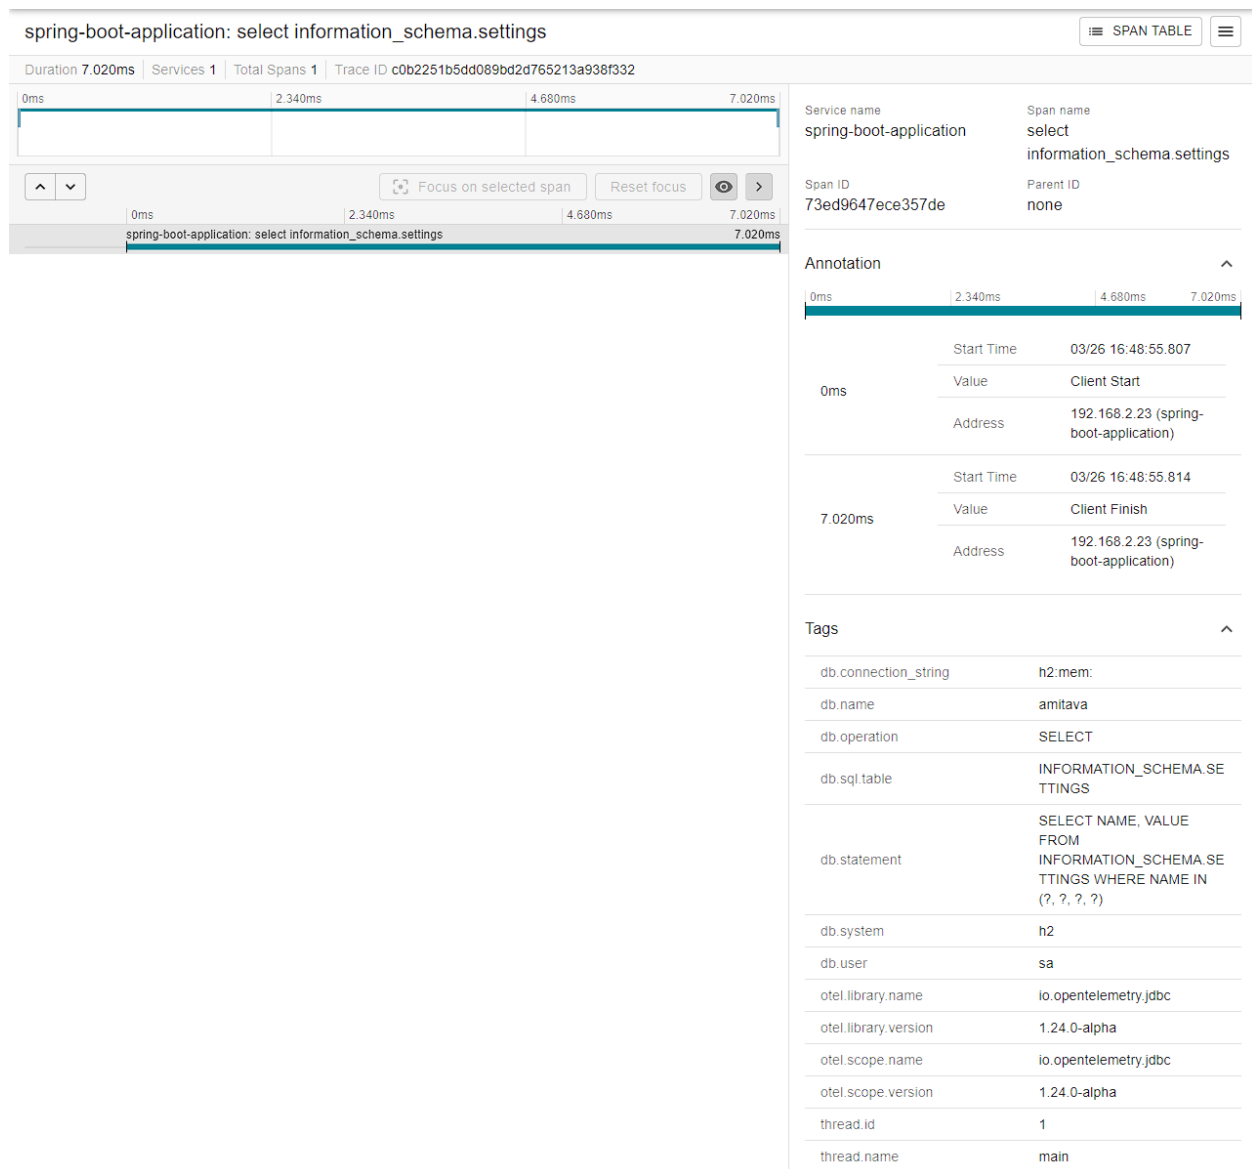 spring-boot-application: select information_schema.settings
SPAN TABLE
Duration 7.020ms Services 1 Total Spans 1 Trace ID c0b2251b5dd089bd2d765213a938f332
0ms 2.340ms 4.680ms 7.020ms
Focus on selected span Reset focus
0ms 2.340ms 4.680ms 7.020ms
spring-boot-application: select information_schema.settings 7.020ms
Service name Span name
spring-boot-application select
information_schema.settings
Span ID Parent ID
73ed9647ece357de none
Annotation
0ms 2.340ms 4.680ms 7.020ms
Start Time 03/26 16:48:55.807
0ms
Value Client Start
Address 192.168.2.23 (spring-
boot-application)
Start Time 03/26 16:48:55.814
7.020ms
Value Client Finish
Address 192.168.2.23 (spring-
boot-application)
Tags
db.connection_string h2:mem:
db.name amitava
db.operation SELECT
db.sql.table INFORMATION_SCHEMA.SE
TTINGS
db.statement SELECT NAME, VALUE
FROM
INFORMATION_SCHEMA.SE
TTINGS WHERE NAME IN
(?, ?, ?, ?)
db.system h2
db.user sa
otel.library.name io.opentelemetry.jdbc
otel.library.version 1.24.0-alpha
otel.scope.name io.opentelemetry.jdbc
otel.scope.version 1.24.0-alpha
thread.id 1
thread.name main